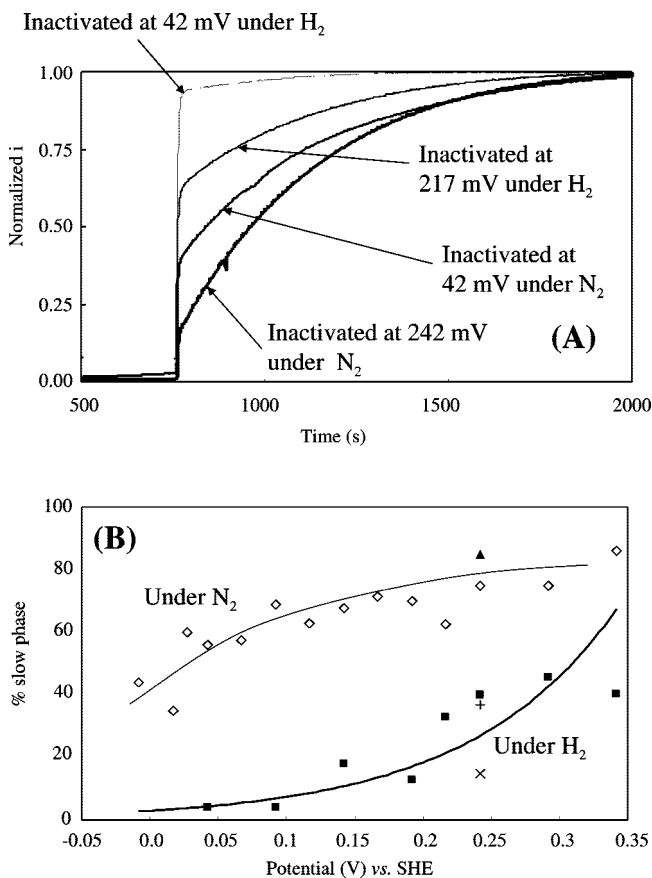 Inactivated at 42 mV under H2
1.00
0.75
0.50
0.25
0.00
Normalized i
Inactivated at
217 mV under H2
Inactivated at
42 mV under N2
Inactivated at 242 mV
under N2
(A)
500
1000
1500
2000
Time (s)
100
80
60
40
20
0
% slow phase
(B)
Under N2
Under H2
-0.05
0.0
0.05
0.1
0.15
0.2
0.25
0.3
0.35
Potential (V) vs. SHE